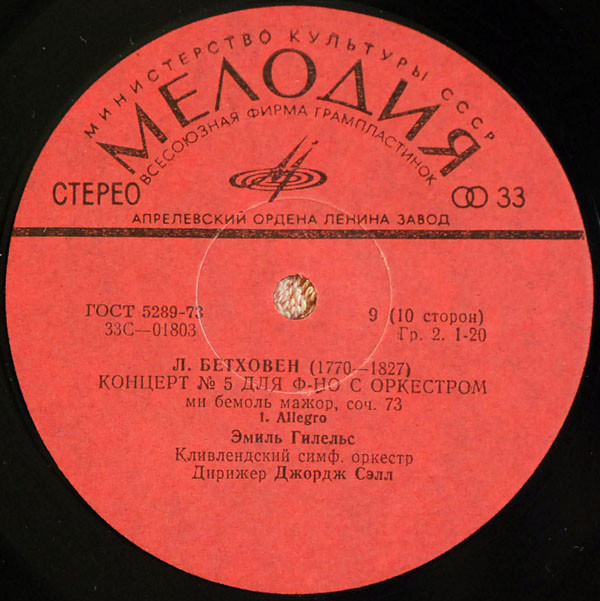 МИНИСТЕРСТВО КУЛЬТУРЫ СССР
МЕЛОДИЯ
ВСЕСОЮЗНАЯ ФИРМА ГРАМПЛАСТИНОК
СТЕРЕО
33
АПРЕЛЕВСКИЙ ОРДЕНА ЛЕНИНА ЗАВОД
ГОСТ 5289-73
9 (10 сторон)
33С—01803
Гр. 2. 1-20
Л. БЕТХОВЕН (1770—1827)
КОНЦЕРТ № 5 ДЛЯ Ф-НО С ОРКЕСТРОМ
ми бемоль мажор, соч. 73
1. Allegro
Эмиль Гилельс
Кливлендский симф. оркестр
Дирижер Джордж Сэлл